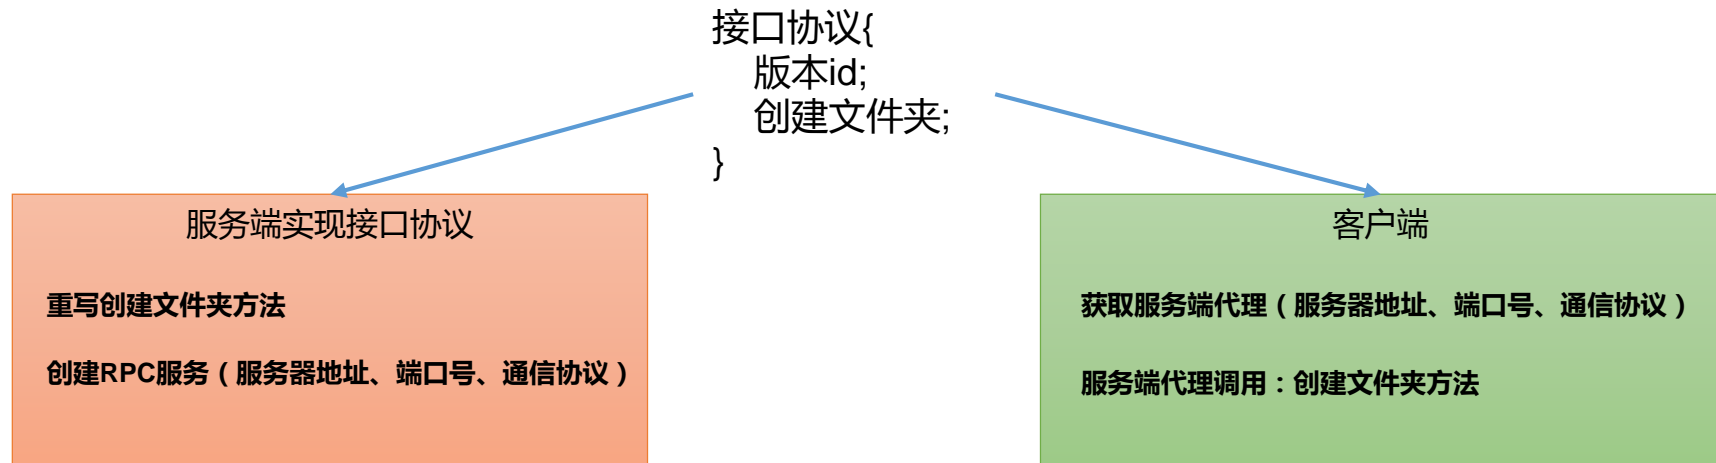 接口协议{
版本id;
创建文件夹;
}
服务端实现接口协议
重写创建文件夹方法
创建RPC服务（服务器地址、端口号、通信协议）
客户端
获取服务端代理（服务器地址、端口号、通信协议）
服务端代理调用：创建文件夹方法